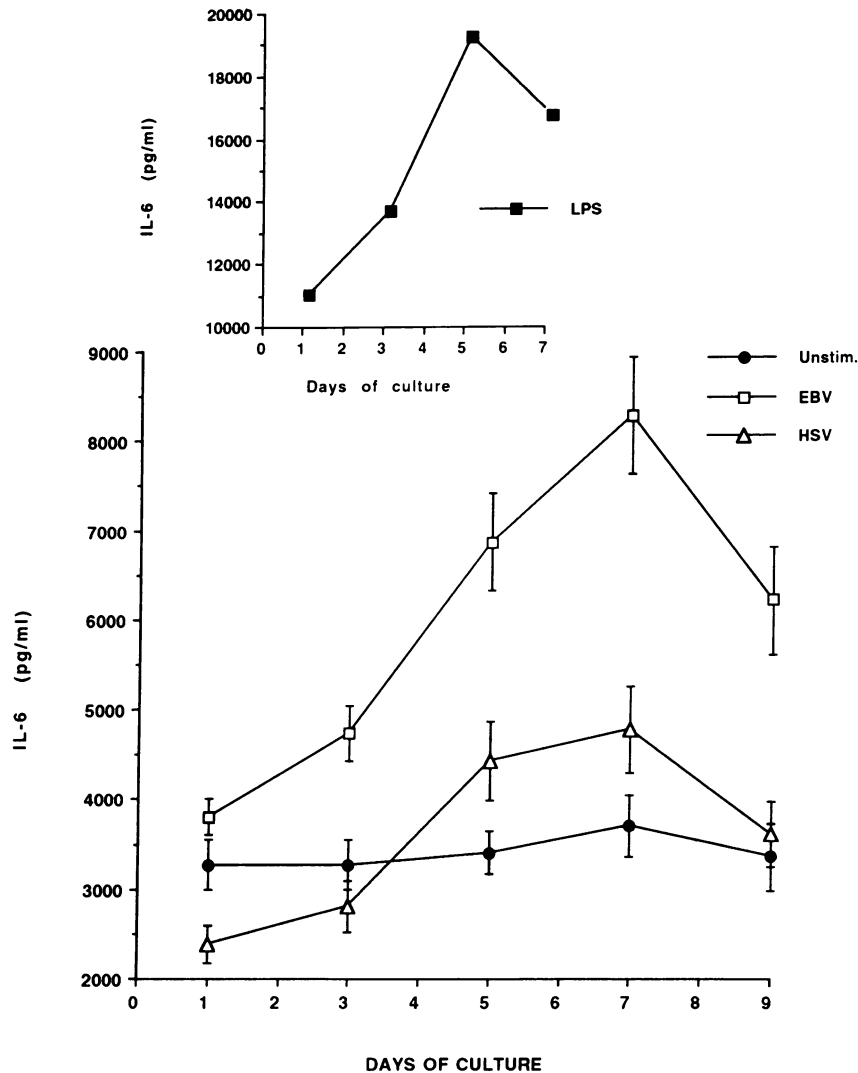 20000
18000
16000
14000
12000
10000
IL-6 (pg/ml)
0 1 2 3 4 5 6 7
Days of culture
LPS
9000
8000
7000
6000
5000
4000
3000
2000
IL-6 (pg/ml)
Unstim.
EBV
HSV
0 1 3 4 5 7 8 9
DAYS OF CULTURE